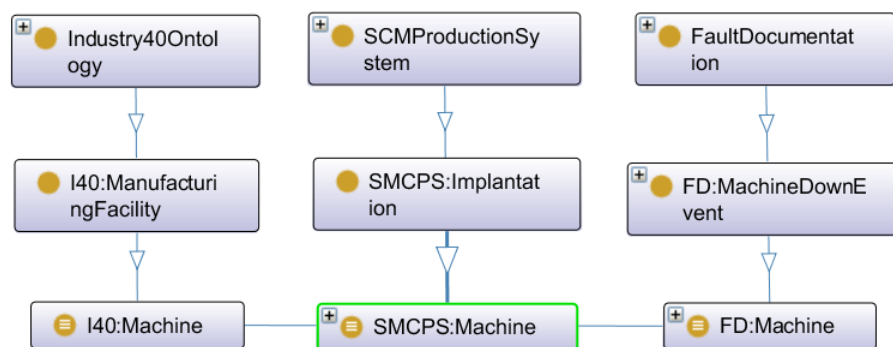 Industry40Ontol
ogy
SCMProductionSy
stem
FaultDocumentat
ion
I40:Manufacturi
ngFacility
SMCPS:Implantat
ion
FD:MachineDownE
vent
I40:Machine
SMCPS:Machine
FD:Machine